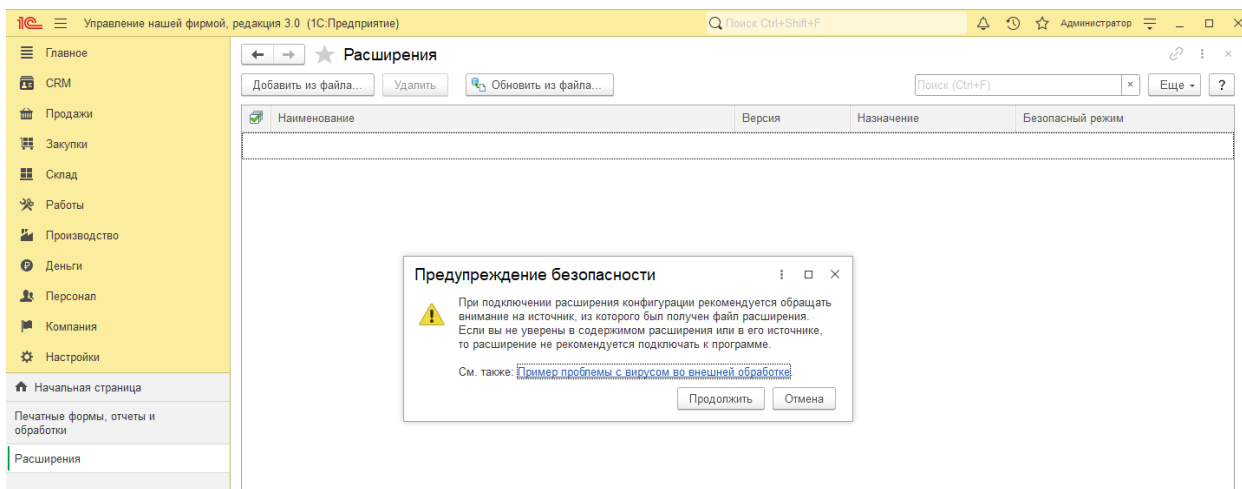 1С Управление нашей фирмой, редакция 3.0 (1С:Предприятие) Поиск Ctrl+Shift+F Администратор
Главное
CRM
Продажи
Закупки
Склад
Работы
Производство
Деньги
Персонал
Компания
Настройки
Начальная страница
Печатные формы, отчеты и
обработки
Расширения
Расширения
Добавить из файла... Удалить Обновить из файла... Поиск (Ctrl+F) × Еще ?
Наименование Версия Назначение Безопасный режим
Предупреждение безопасности
При подключении расширения конфигурации рекомендуется обращать
внимание на источник, из которого был получен файл расширения.
Если вы не уверены в содержимом расширения или в его источнике,
то расширение не рекомендуется подключать к программе.
См. также: Пример проблемы с вирусом во внешней обработке.
Продолжить Отмена